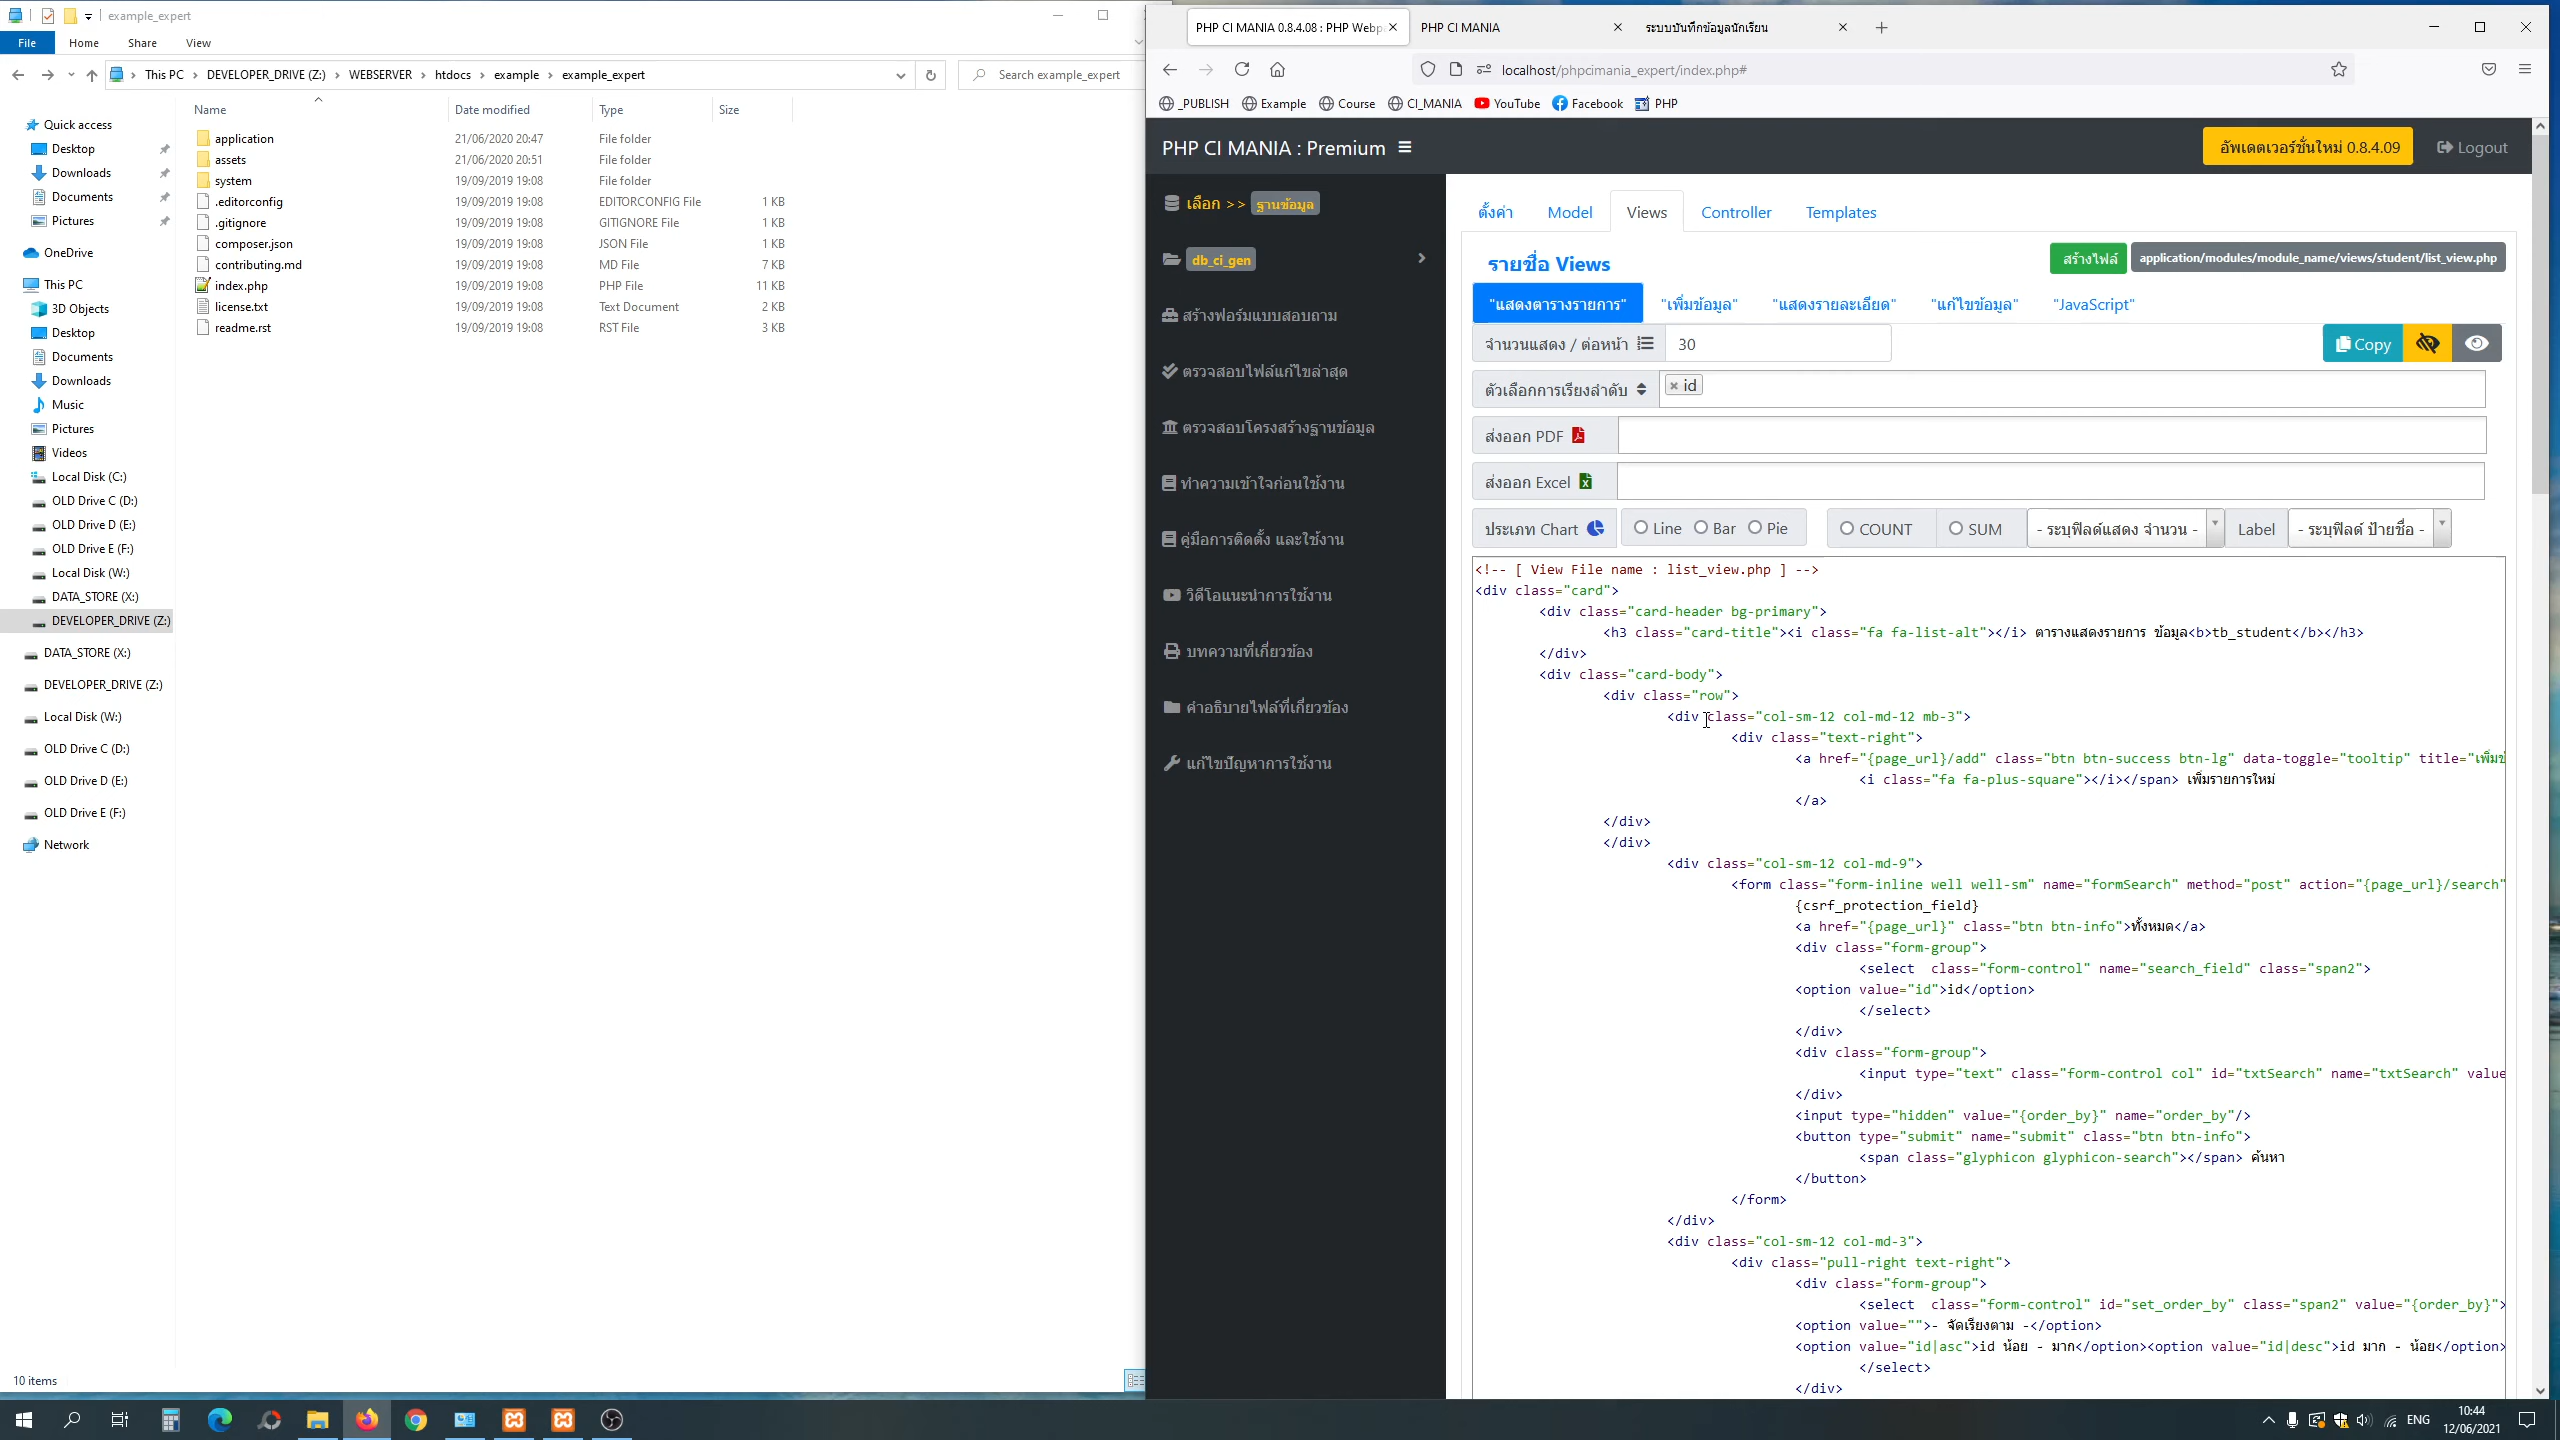 example_expert
File Home Share View
This PC › DEVELOPER_DRIVE (Z:) › WEBSERVER › htdocs › example › example_expert
Search example_expert
Name Date modified Type Size
application 21/06/2020 20:47 File folder
assets 21/06/2020 20:51 File folder
system 19/09/2019 19:08 File folder
.editorconfig 19/09/2019 19:08 EDITORCONFIG File 1 KB
.gitignore 19/09/2019 19:08 GITIGNORE File 1 KB
composer.json 19/09/2019 19:08 JSON File 1 KB
contributing.md 19/09/2019 19:08 MD File 7 KB
index.php 19/09/2019 19:08 PHP File 11 KB
license.txt 19/09/2019 19:08 Text Document 2 KB
readme.rst 19/09/2019 19:08 RST File 3 KB
Quick access
Desktop
Downloads
Documents
Pictures
OneDrive
This PC
3D Objects
Desktop
Documents
Downloads
Music
Pictures
Videos
Local Disk (C:)
OLD Drive C (D:)
OLD Drive D (E:)
OLD Drive E (F:)
Local Disk (W:)
DATA_STORE (X:)
DEVELOPER_DRIVE (Z:)
DATA_STORE (X:)
DEVELOPER_DRIVE (Z:)
Local Disk (W:)
OLD Drive C (D:)
OLD Drive D (E:)
OLD Drive E (F:)
Network
10 items
PHP CI MANIA 0.8.4.08 : PHP Webp PHP CI MANIA ระบบบันทึกข้อมูลนักเรียน
localhost/phpcimania_expert/index.php#
_PUBLISH Example Course CI_MANIA YouTube Facebook PHP
PHP CI MANIA : Premium อัพเดตเวอร์ชั่นใหม่ 0.8.4.09 Logout
เลือก >> ฐานข้อมูล
db_ci_gen
สร้างฟอร์มแบบสอบถาม
ตรวจสอบไฟล์แก้ไขล่าสุด
ตรวจสอบโครงสร้างฐานข้อมูล
ทำความเข้าใจก่อนใช้งาน
คู่มือการติดตั้ง และใช้งาน
วิดีโอแนะนำการใช้งาน
บทความที่เกี่ยวข้อง
คำอธิบายไฟล์ที่เกี่ยวข้อง
แก้ไขปัญหาการใช้งาน
ตั้งค่า Model Views Controller Templates
รายชื่อ Views สร้างไฟล์ application/modules/module_name/views/student/list_view.php
"แสดงตารางรายการ" "เพิ่มข้อมูล" "แสดงรายละเอียด" "แก้ไขข้อมูล" "JavaScript"
จำนวนแสดง / ต่อหน้า 30 Copy
ตัวเลือกการเรียงลำดับ × id
ส่งออก PDF
ส่งออก Excel
ประเภท Chart Line Bar Pie COUNT SUM - ระบุฟิลด์แสดง จำนวน - Label - ระบุฟิลด์ ป้ายชื่อ -
<!-- [ View File name : list_view.php ] -->
<div class="card">
<div class="card-header bg-primary">
<h3 class="card-title"><i class="fa fa-list-alt"></i> ตารางแสดงรายการ ข้อมูล<b>tb_student</b></h3>
</div>
<div class="card-body">
<div class="row">
<div class="col-sm-12 col-md-12 mb-3">
<div class="text-right">
<a href="{page_url}/add" class="btn btn-success btn-lg" data-toggle="tooltip" title="เพิ่มข้
<i class="fa fa-plus-square"></i></span> เพิ่มรายการใหม่
</a>
</div>
</div>
<div class="col-sm-12 col-md-9">
<form class="form-inline well well-sm" name="formSearch" method="post" action="{page_url}/search"
{csrf_protection_field}
<a href="{page_url}" class="btn btn-info">ทั้งหมด</a>
<div class="form-group">
<select class="form-control" name="search_field" class="span2">
<option value="id">id</option>
</select>
</div>
<div class="form-group">
<input type="text" class="form-control col" id="txtSearch" name="txtSearch" value
</div>
<input type="hidden" value="{order_by}" name="order_by"/>
<button type="submit" name="submit" class="btn btn-info">
<span class="glyphicon glyphicon-search"></span> ค้นหา
</button>
</form>
</div>
<div class="col-sm-12 col-md-3">
<div class="pull-right text-right">
<div class="form-group">
<select class="form-control" id="set_order_by" class="span2" value="{order_by}">
<option value="">- จัดเรียงตาม -</option>
<option value="id|asc">id น้อย - มาก</option><option value="id|desc">id มาก - น้อย</option>
</select>
</div>
ENG 10:44
12/06/2021